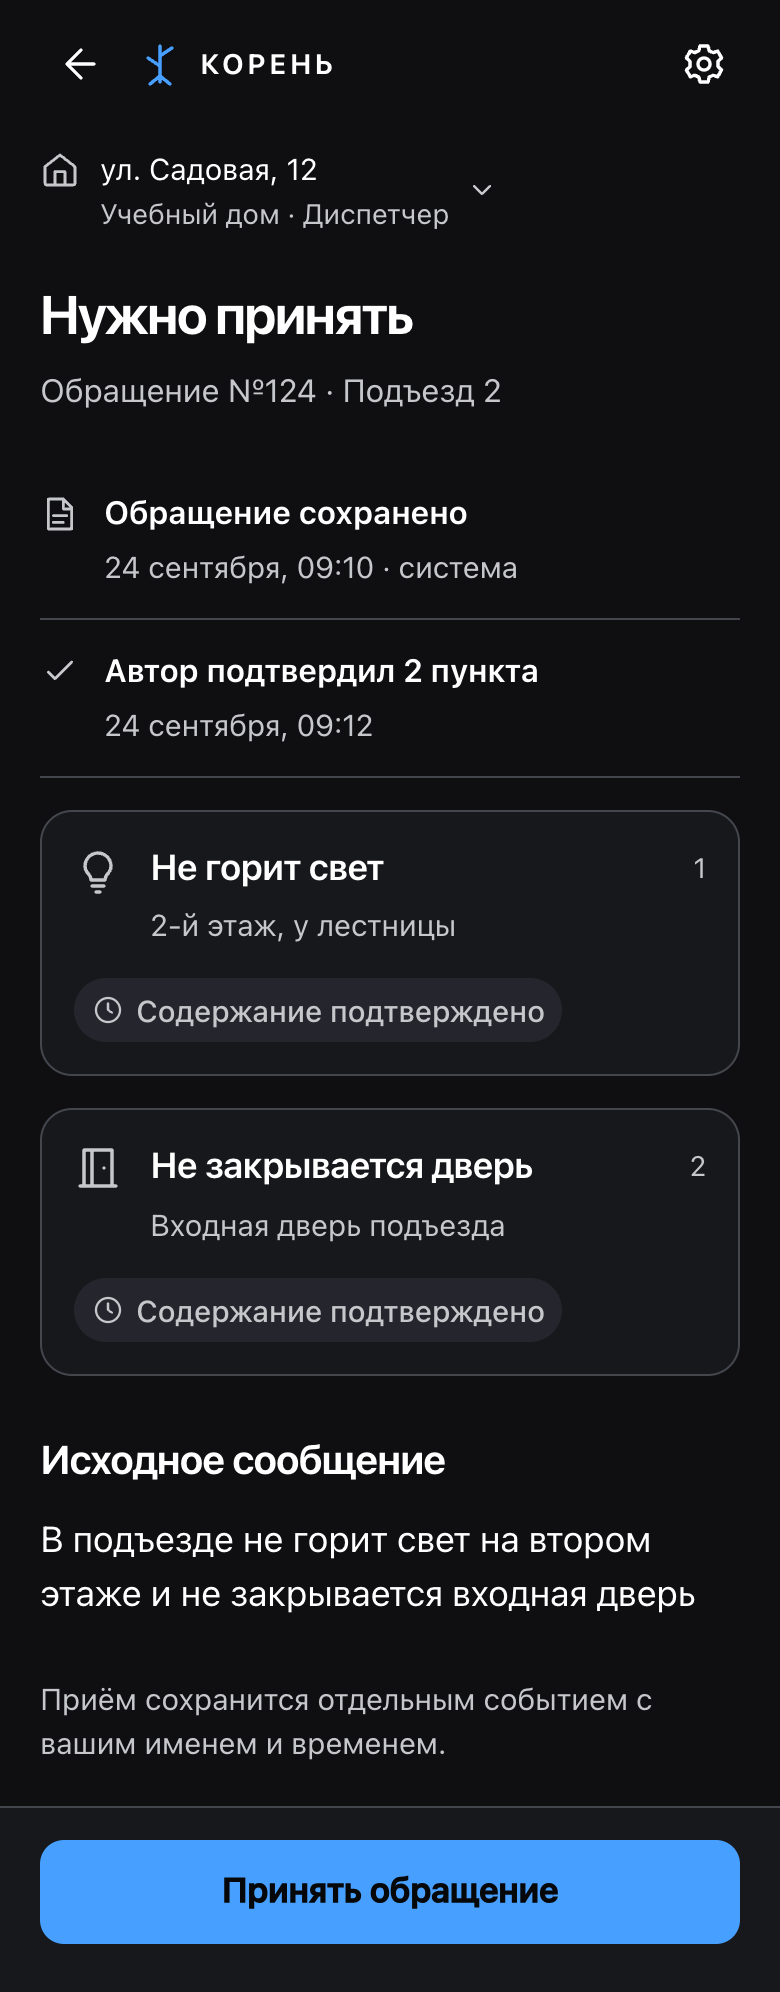 КОРЕНЬ
ул. Садовая, 12
Учебный дом · Диспетчер
Нужно принять
Обращение №124 · Подъезд 2
Обращение сохранено
24 сентября, 09:10 · система
Автор подтвердил 2 пункта
24 сентября, 09:12
Не горит свет
1
2-й этаж, у лестницы
Содержание подтверждено
Не закрывается дверь
2
Входная дверь подъезда
Содержание подтверждено
Исходное сообщение
В подъезде не горит свет на втором
этаже и не закрывается входная дверь
Приём сохранится отдельным событием с
вашим именем и временем.
Принять обращение